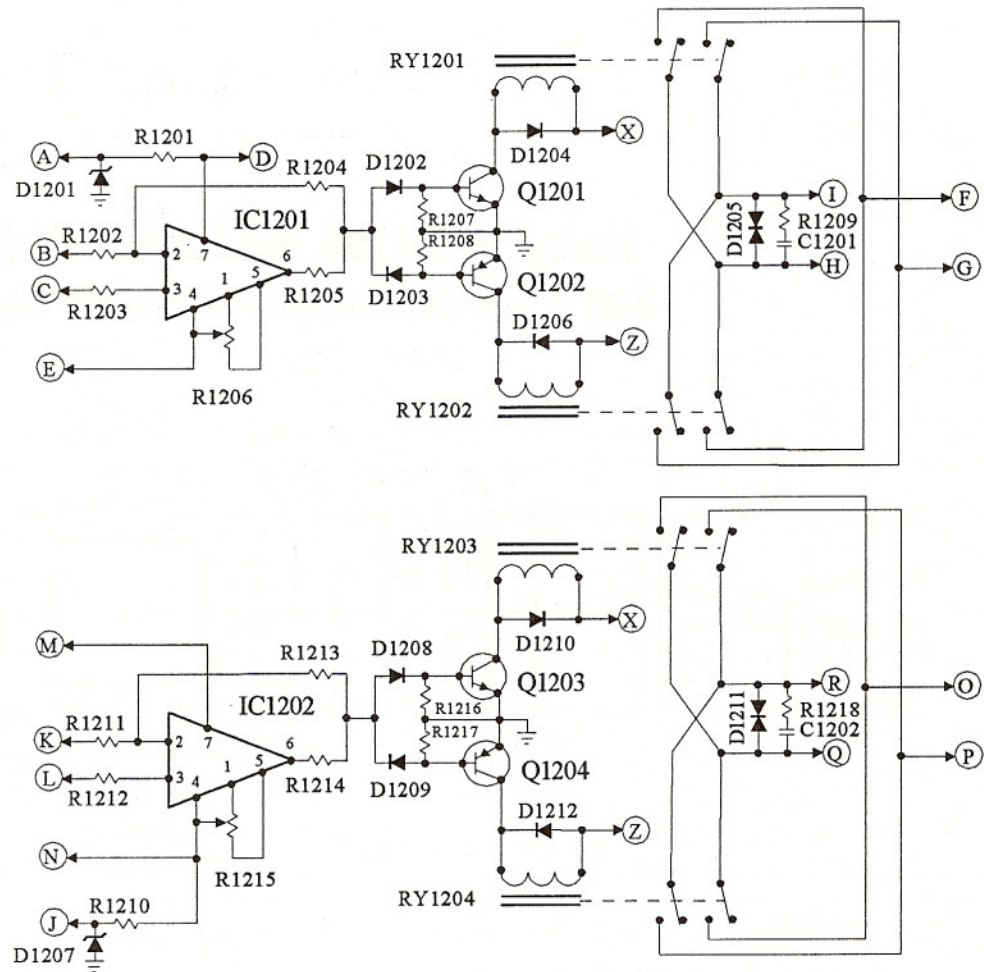 RY1201
R1201
A
D
X
D1201
R1204
D1202
D1204
Q1201
IC1201
R1207
R1202
B
2
7
6
R1208
D1205
I
R1209
C1201
F
C
3
4
1
5
R1205
D1203
Q1202
H
G
R1203
D1206
Z
E
R1206
RY1202
RY1203
X
M
D1208
D1210
R1213
Q1203
IC1202
R1216
R
O
R1211
K
2
7
6
R1217
D1211
R1218
C1202
L
3
4
1
5
R1214
D1209
Q1204
Q
P
R1212
D1212
Z
N
R1215
R1210
J
RY1204
D1207